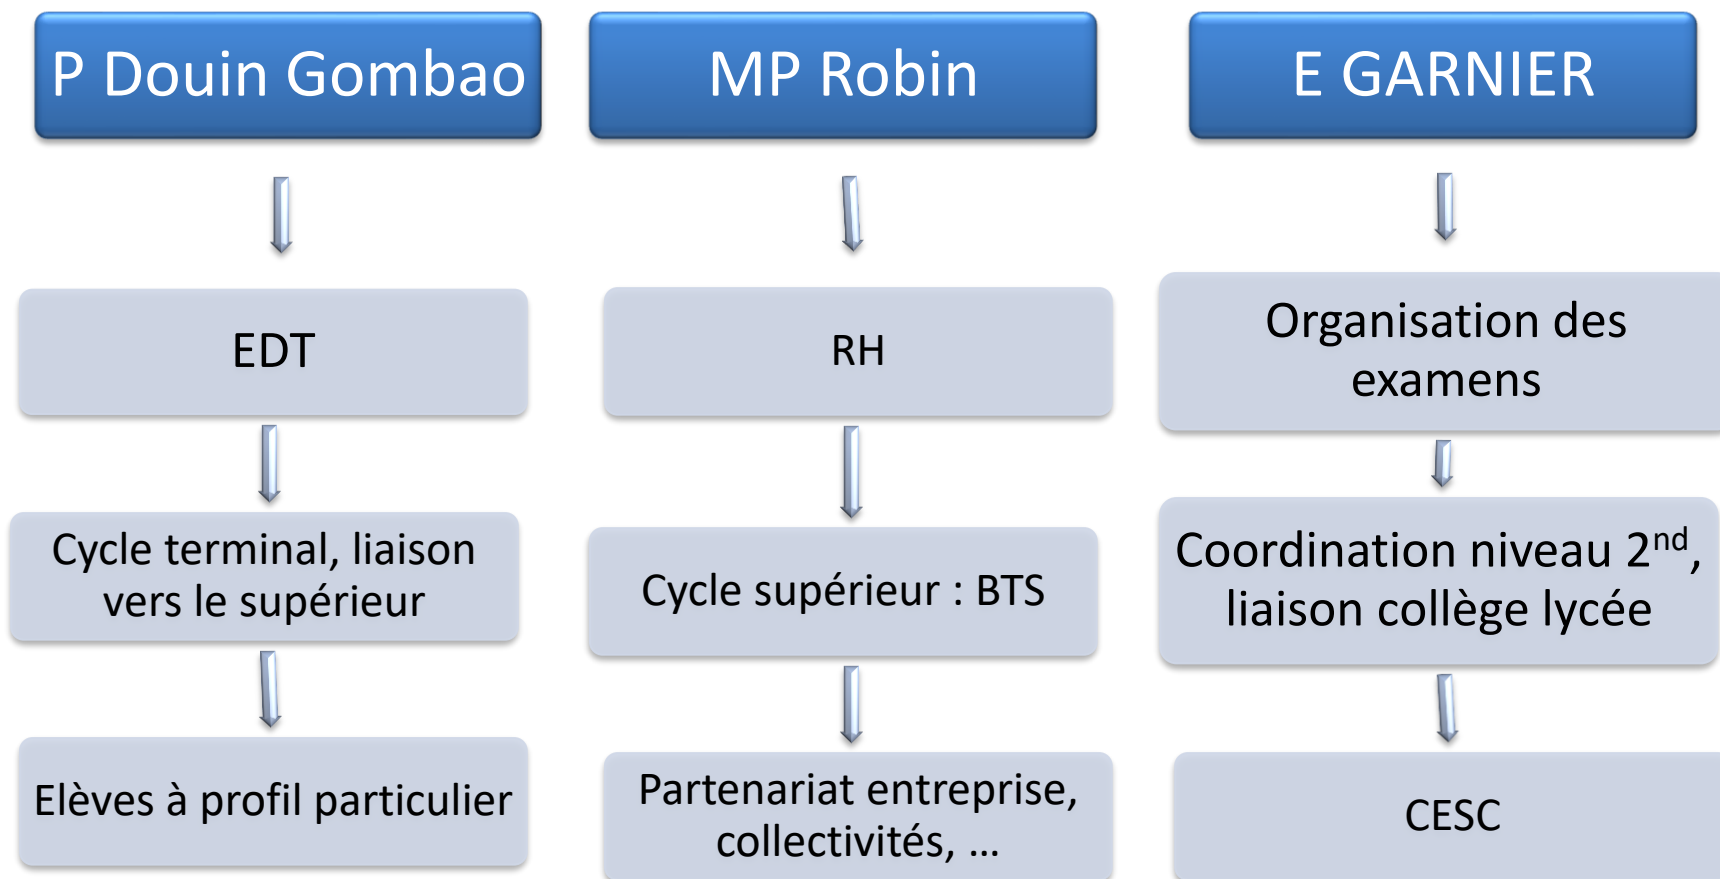 P Douin Gombao
EDT
Cycle terminal, liaison
vers le supérieur
Elèves à profil particulier
MP Robin
RH
Cycle supérieur : BTS
Partenariat entreprise,
collectivités, ...
E GARNIER
Organisation des
examens
Coordination niveau 2nd,
liaison collège lycée
CESC